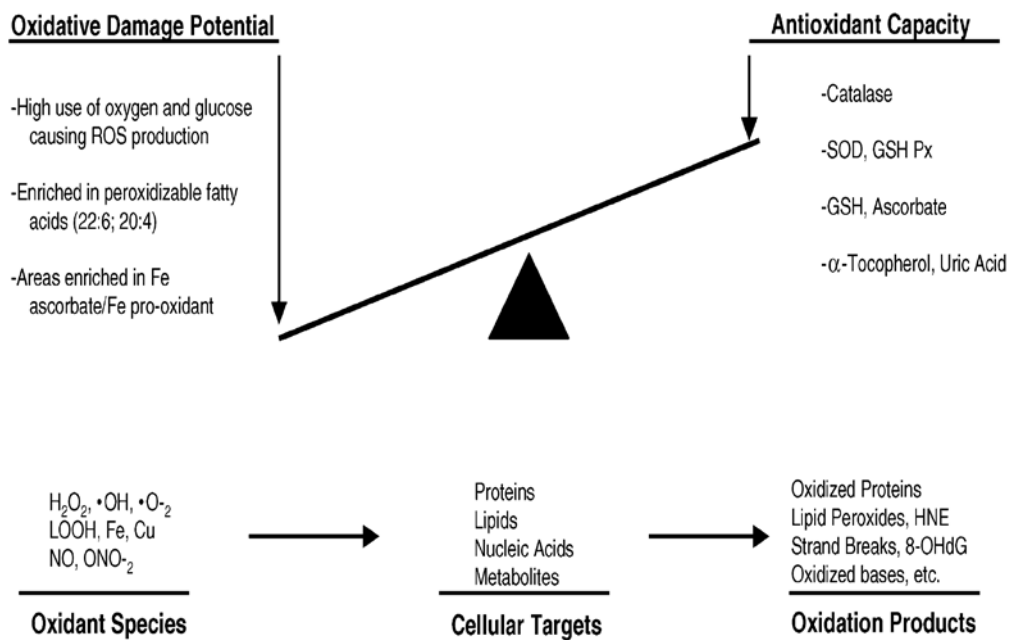 Oxidative Damage Potential
-High use of oxygen and glucose
causing ROS production
-Enriched in peroxidizable fatty
acids (22:6; 20:4)
-Areas enriched in Fe
ascorbate/Fe pro-oxidant
Antioxidant Capacity
-Catalase
-SOD, GSH Px
-GSH, Ascorbate
-α-Tocopherol, Uric Acid
H₂O₂, •OH, •O-₂
LOOH, Fe, Cu
NO, ONO-₂
Oxidant Species
Proteins
Lipids
Nucleic Acids
Metabolites
Cellular Targets
Oxidized Proteins
Lipid Peroxides, HNE
Strand Breaks, 8-OHdG
Oxidized bases, etc.
Oxidation Products